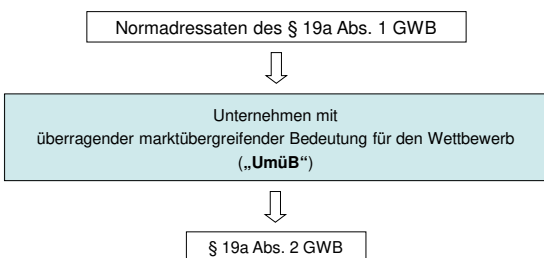 Normadressaten des § 19a Abs. 1 GWB
Unternehmen mit
überragender marktübergreifender Bedeutung für den Wettbewerb
(„UmüB“)
§ 19a Abs. 2 GWB